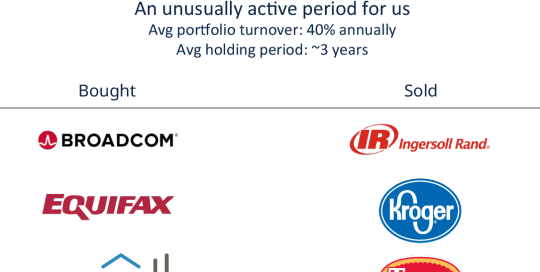 An unusually active period for us
Avg portfolio turnover: 40% annually
Avg holding period: ~3 years
Bought Sold
BROADCOM®
IR Ingersoll Rand®
EQUIFAX
Kroger